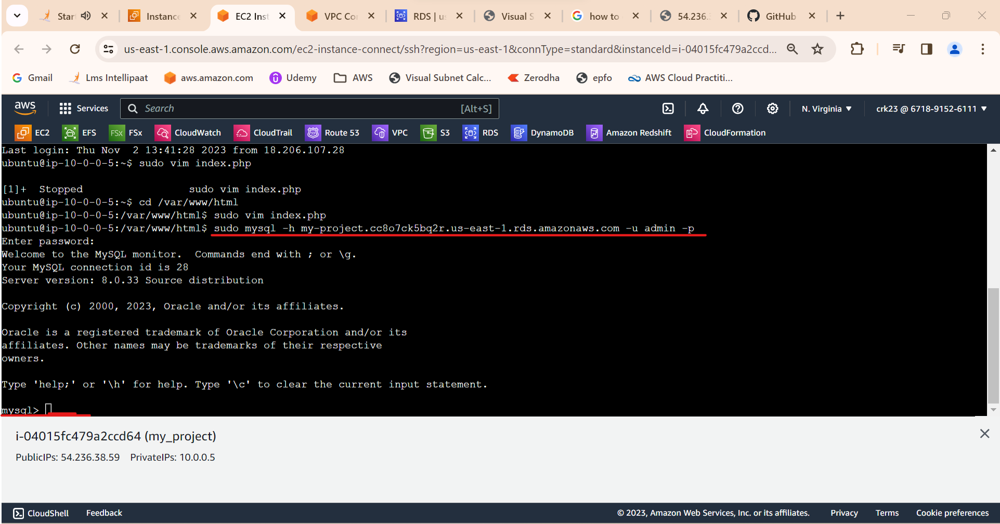 Star
Instance
EC2 Inst
VPC Co
RDS | u
Visual S
how to
54.236.
GitHub
us-east-1.console.aws.amazon.com/ec2-instance-connect/ssh?region=us-east-1&connType=standard&instanceId=i-04015fc479a2ccd...
Gmail
Lms Intellipaat
aws.amazon.com
Udemy
AWS
Visual Subnet Calc...
Zerodha
epfo
AWS Cloud Practiti...
aws
Services
Search
[Alt+S]
N. Virginia ▼
crk23 @ 6718-9152-6111 ▼
EC2
EFS
FSx FSx
CloudWatch
CloudTrail
Route 53
VPC
S3
RDS
DynamoDB
Amazon Redshift
CloudFormation
Last login: Thu Nov  2 13:41:28 2023 from 18.206.107.28
ubuntu@ip-10-0-0-5:~$ sudo vim index.php
[1]+  Stopped                 sudo vim index.php
ubuntu@ip-10-0-0-5:~$ cd /var/www/html
ubuntu@ip-10-0-0-5:/var/www/html$ sudo vim index.php
ubuntu@ip-10-0-0-5:/var/www/html$ sudo mysql -h my-project.cc8o7ck5bq2r.us-east-1.rds.amazonaws.com -u admin -p
Enter password:
Welcome to the MySQL monitor.  Commands end with ; or \g.
Your MySQL connection id is 28
Server version: 8.0.33 Source distribution
Copyright (c) 2000, 2023, Oracle and/or its affiliates.
Oracle is a registered trademark of Oracle Corporation and/or its
affiliates. Other names may be trademarks of their respective
owners.
Type 'help;' or '\h' for help. Type '\c' to clear the current input statement.
mysql>
i-04015fc479a2ccd64 (my_project)
PublicIPs: 54.236.38.59   PrivateIPs: 10.0.0.5
CloudShell
Feedback
© 2023, Amazon Web Services, Inc. or its affiliates.
Privacy
Terms
Cookie preferences